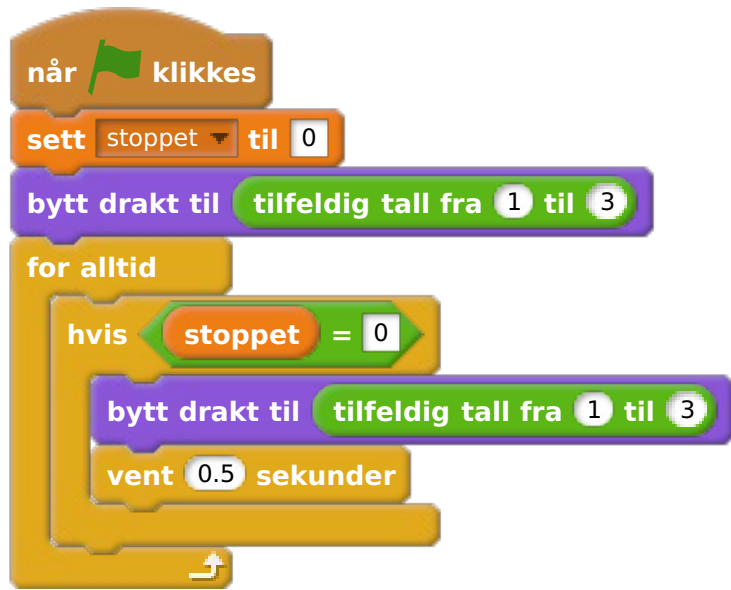 når klikkes
sett stoppet til 0
bytt drakt til tilfeldig tall fra 1 til 3
for alltid
hvis stoppet = 0
bytt drakt til tilfeldig tall fra 1 til 3
vent 0.5 sekunder